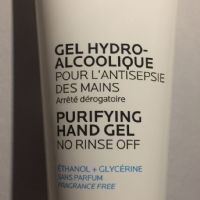 GEL HYDRO-
ALCOOLIQUE
POUR L'ANTISEPSIE
DES MAINS
Arrêté dérogatoire
PURIFYING
HAND GEL
NO RINSE OFF
ÉTHANOL + GLYCÉRINE
SANS PARFUM
FRAGRANCE FREE